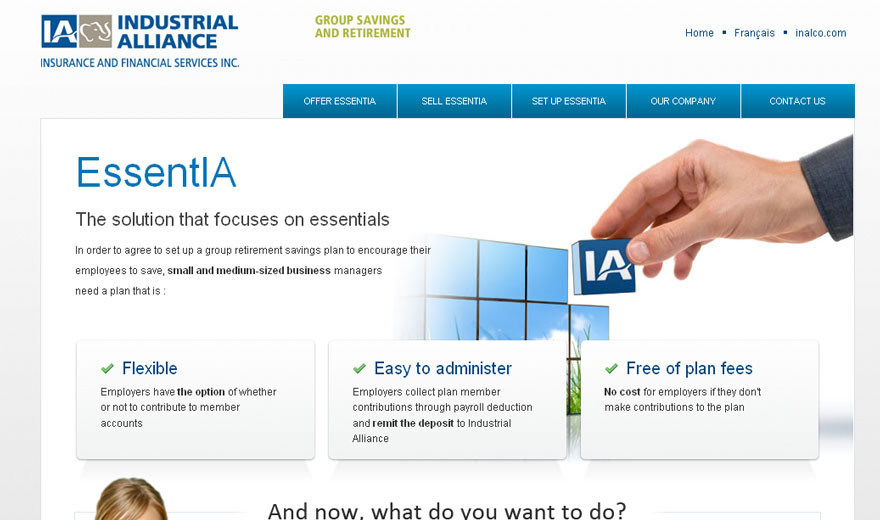 IA INDUSTRIAL
ALLIANCE
INSURANCE AND FINANCIAL SERVICES INC.
GROUP SAVINGS
AND RETIREMENT
Home ▪ Français ▪ inalco.com
OFFER ESSENTIA
SELL ESSENTIA
SET UP ESSENTIA
OUR COMPANY
CONTACT US
EssentIA
The solution that focuses on essentials
In order to agree to set up a group retirement savings plan to encourage their
employees to save, small and medium-sized business managers
need a plan that is :
IA
Flexible
Employers have the option of whether
or not to contribute to member
accounts
Easy to administer
Employers collect plan member
contributions through payroll deduction
and remit the deposit to Industrial
Alliance
Free of plan fees
No cost for employers if they don't
make contributions to the plan
And now, what do you want to do?